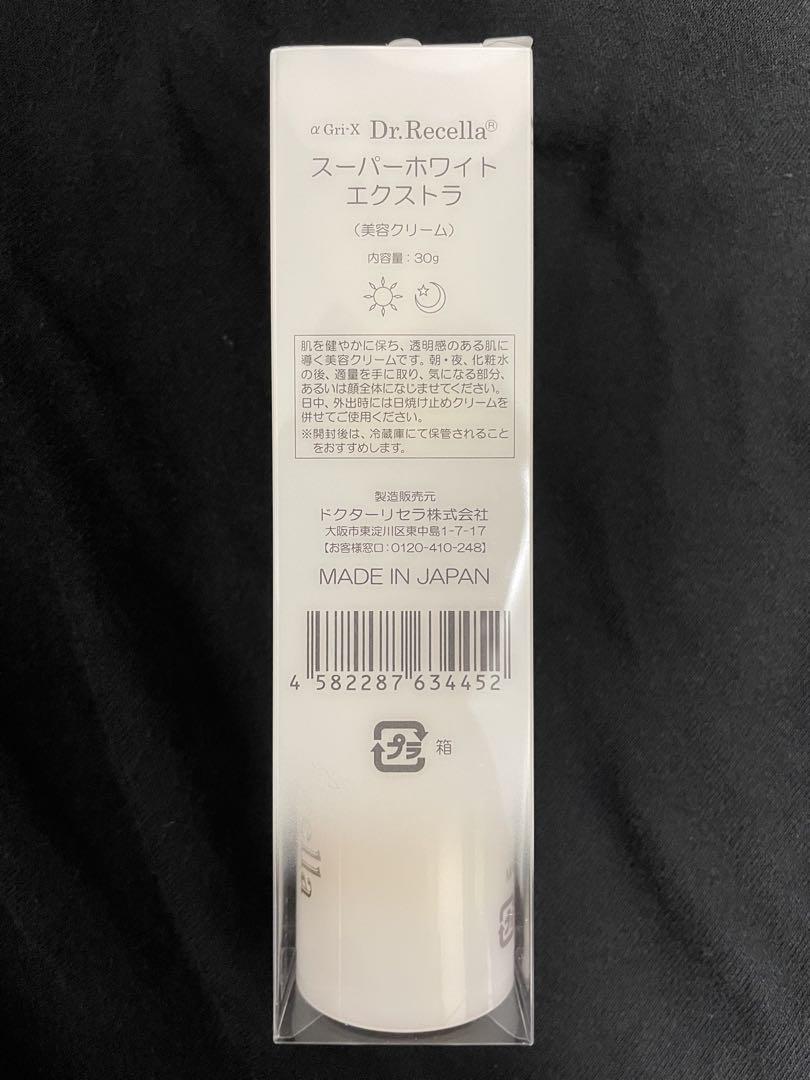 α Gri-X Dr.Recella®
スーパーホワイト
エクストラ
（美容クリーム）
内容量：30g
肌を健やかに保ち、透明感のある肌に
導く美容クリームです。朝・夜、化粧水
の後、適量を手に取り、気になる部分、
あるいは顔全体になじませてください。
日中、外出時には日焼け止めクリームを
併せてご使用ください。
※開封後は、冷蔵庫にて保管されること
をおすすめします。
製造販売元
ドクターリセラ株式会社
大阪市東淀川区東中島1-7-17
【お客様窓口：0120-410-248】
MADE IN JAPAN
4 582287 634452
プラ 箱